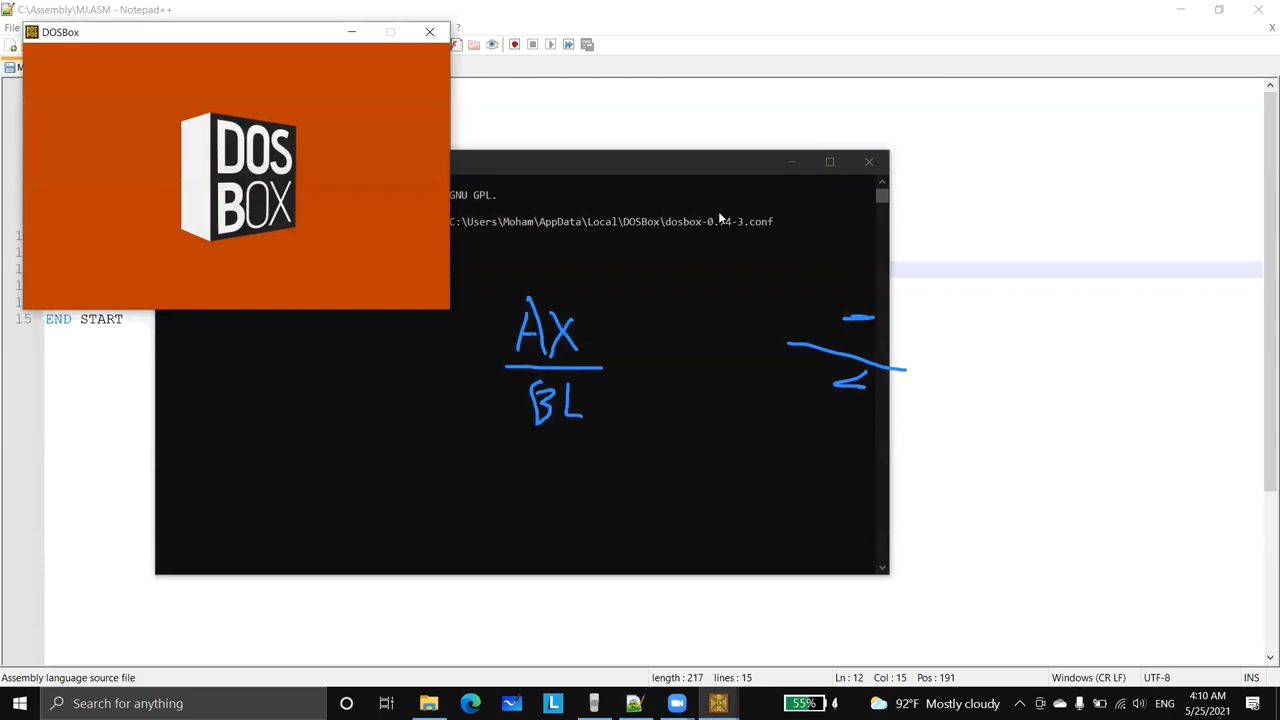 C:\Assembly\MJ.ASM - Notepad++
File
?
X
DOSBox
DOS
BOX
GNU GPL.
C:\Users\Moham\AppData\Local\DOSBox\dosbox-0.74-3.conf
AX
BL
15 END START
Assembly language source file
length : 217 lines : 15
Ln : 12 Col : 15 Pos : 191
Windows (CR LF)
UTF-8
INS
Search for anything
L
55%
92°F Mostly cloudy
ENG
4:10 AM
5/25/2021